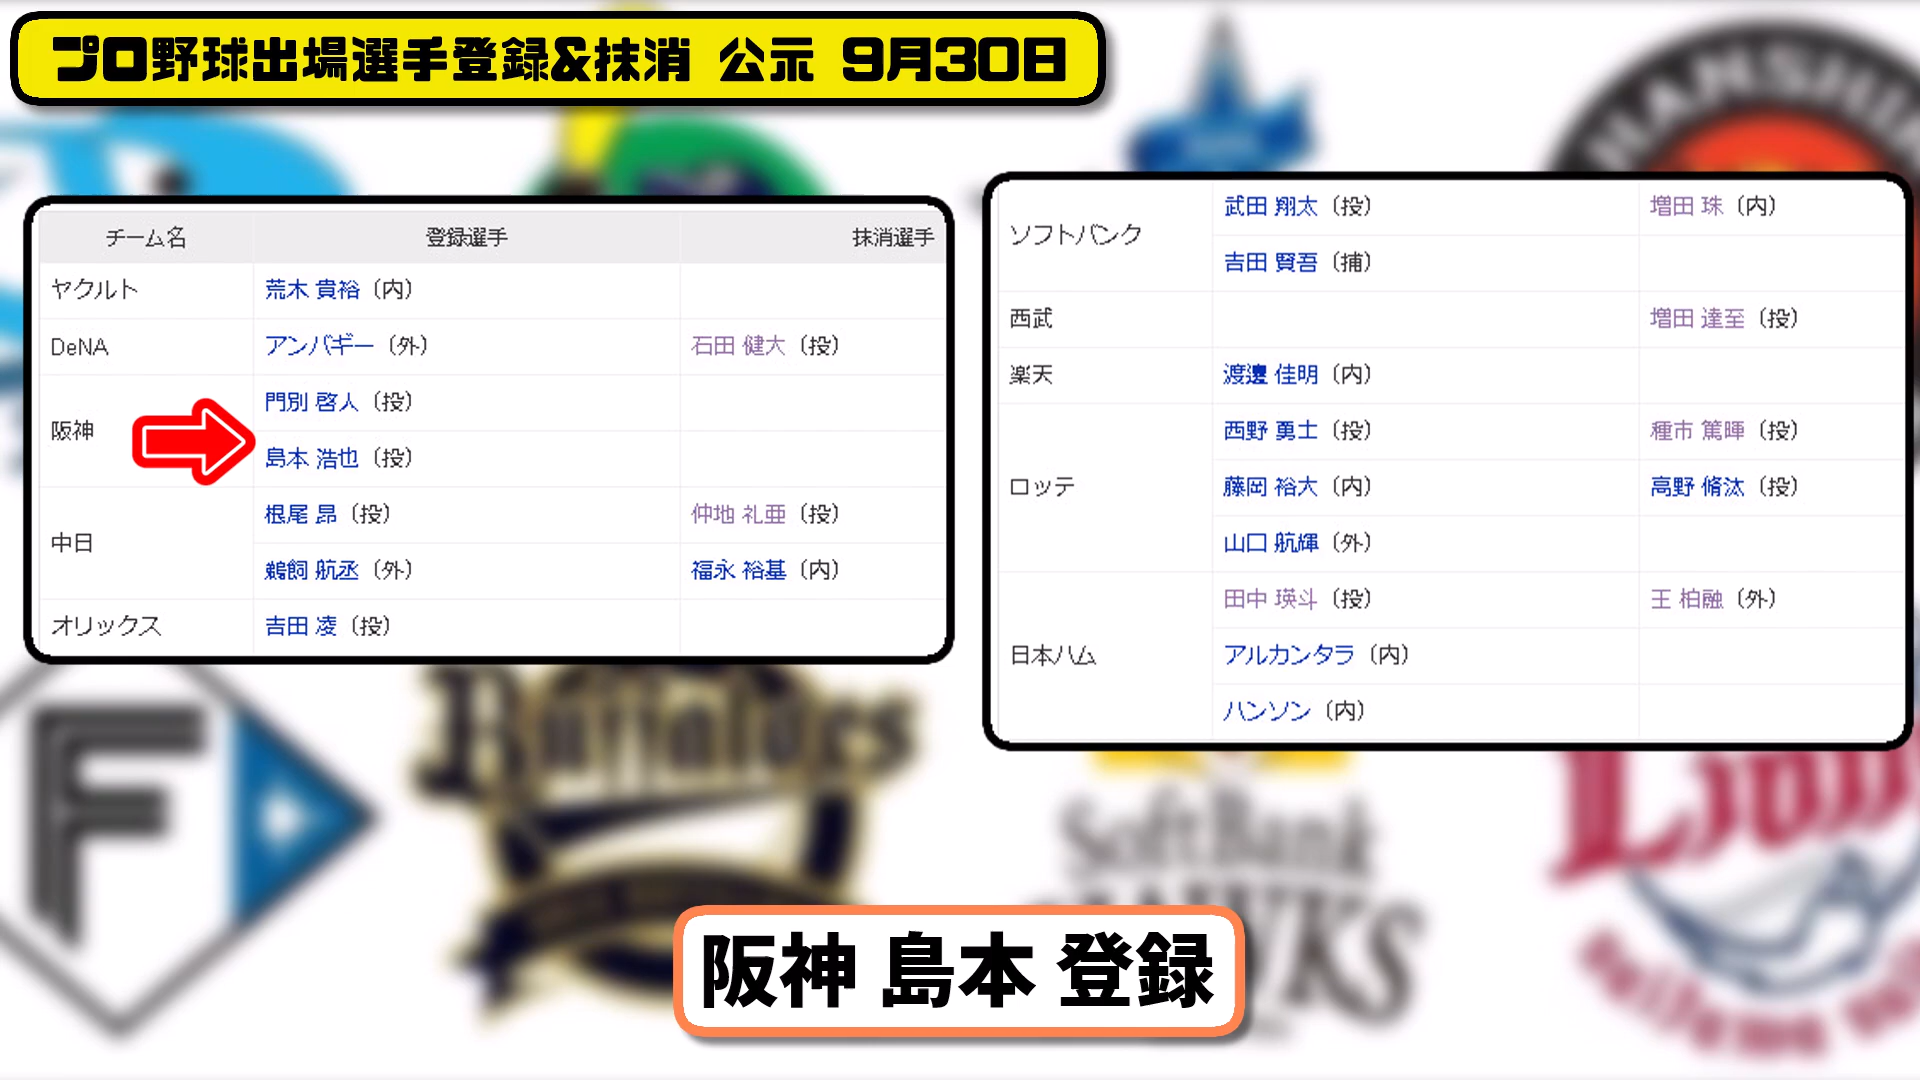 プロ野球出場選手登録&抹消 公示 9月30日
HANSHIN
チーム名 登録選手 抹消選手
ヤクルト 荒木 貴裕（内）
DeNA アンバギー（外） 石田 健大（投）
阪神 門別 啓人（投）
島本 浩也（投）
中日 根尾 昂（投） 仲地 礼亜（投）
鵜飼 航丞（外） 福永 裕基（内）
オリックス 吉田 凌（投）
ソフトバンク 武田 翔太（投） 増田 珠（内）
吉田 賢吾（捕）
西武 増田 達至（投）
楽天 渡邊 佳明（内）
ロッテ 西野 勇士（投） 種市 篤暉（投）
藤岡 裕大（内） 高野 脩汰（投）
山口 航輝（外）
日本ハム 田中 瑛斗（投） 王 柏融（外）
アルカンタラ（内）
ハンソン（内）
F
Buffaloes
SoftBank
HAWKS
Lions
阪神 島本 登録